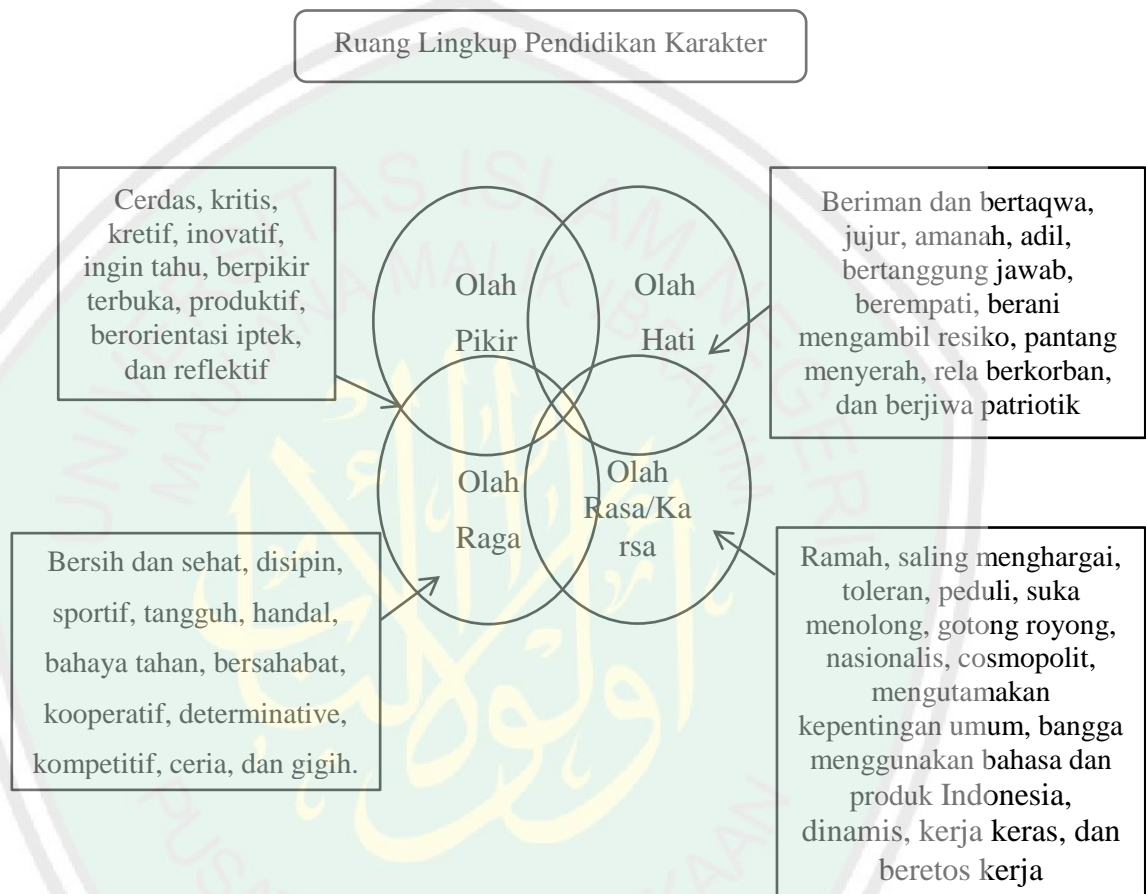 Ruang Lingkup Pendidikan Karakter
Cerdas, kritis,
kretif, inovatif,
ingin tahu, berpikir
terbuka, produktif,
berorientasi iptek,
dan reflektif
Olah
Pikir
Olah
Hati
Beriman dan bertaqwa,
jujur, amanah, adil,
bertanggung jawab,
berempati, berani
mengambil resiko, pantang
menyerah, rela berkorban,
dan berjiwa patriotik
Bersih dan sehat, disipin,
sportif, tangguh, handal,
bahaya tahan, bersahabat,
kooperatif, determinative,
kompetitif, ceria, dan gigih.
Olah
Raga
Olah
Rasa/Ka
rsa
Ramah, saling menghargai,
toleran, peduli, suka
menolong, gotong royong,
nasionalis, cosmopolit,
mengutamakan
kepentingan umum, bangga
menggunakan bahasa dan
produk Indonesia,
dinamis, kerja keras, dan
beretos kerja